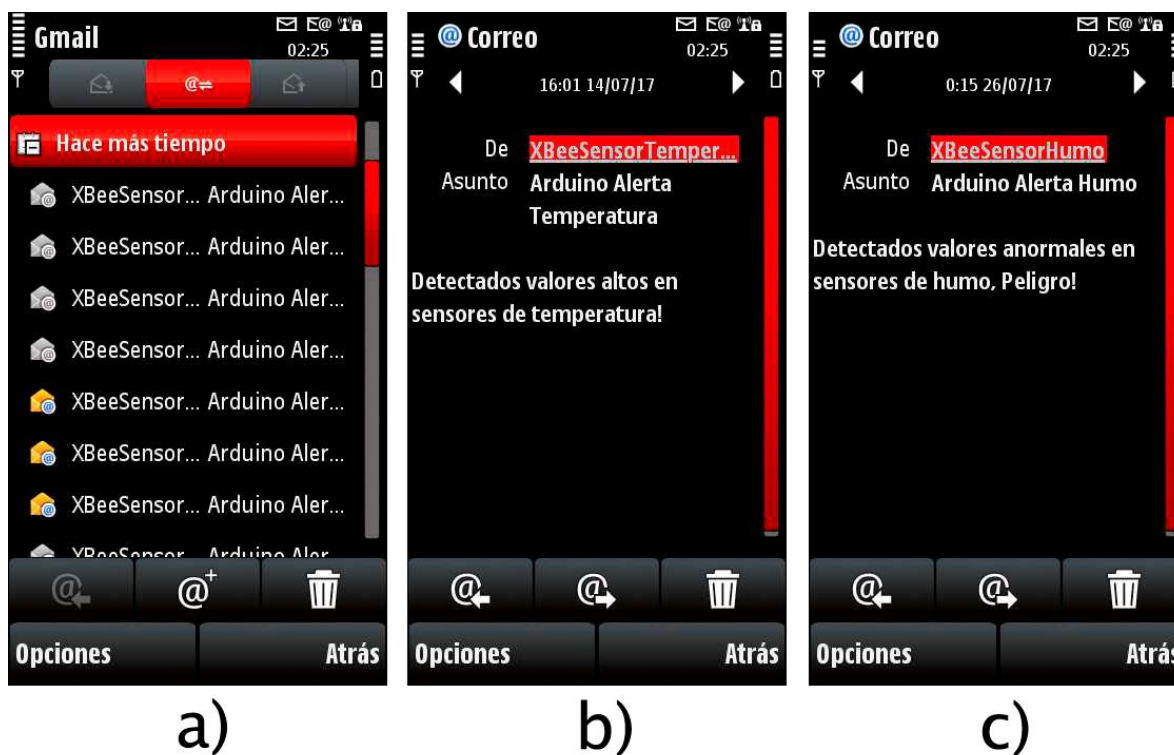 Gmail
02:25
Hace más tiempo
XBeeSensor... Arduino Aler...
XBeeSensor... Arduino Aler...
XBeeSensor... Arduino Aler...
XBeeSensor... Arduino Aler...
XBeeSensor... Arduino Aler...
XBeeSensor... Arduino Aler...
XBeeSensor... Arduino Aler...
XBeeSensor... Arduino Aler...
Opciones Atrás
a)
Correo
02:25
16:01 14/07/17
De XBeeSensorTemper...
Asunto Arduino Alerta
Temperatura
Detectados valores altos en
sensores de temperatura!
Opciones Atrás
b)
Correo
02:25
0:15 26/07/17
De XBeeSensorHumo
Asunto Arduino Alerta Humo
Detectados valores anormales en
sensores de humo, Peligro!
Opciones Atrás
c)